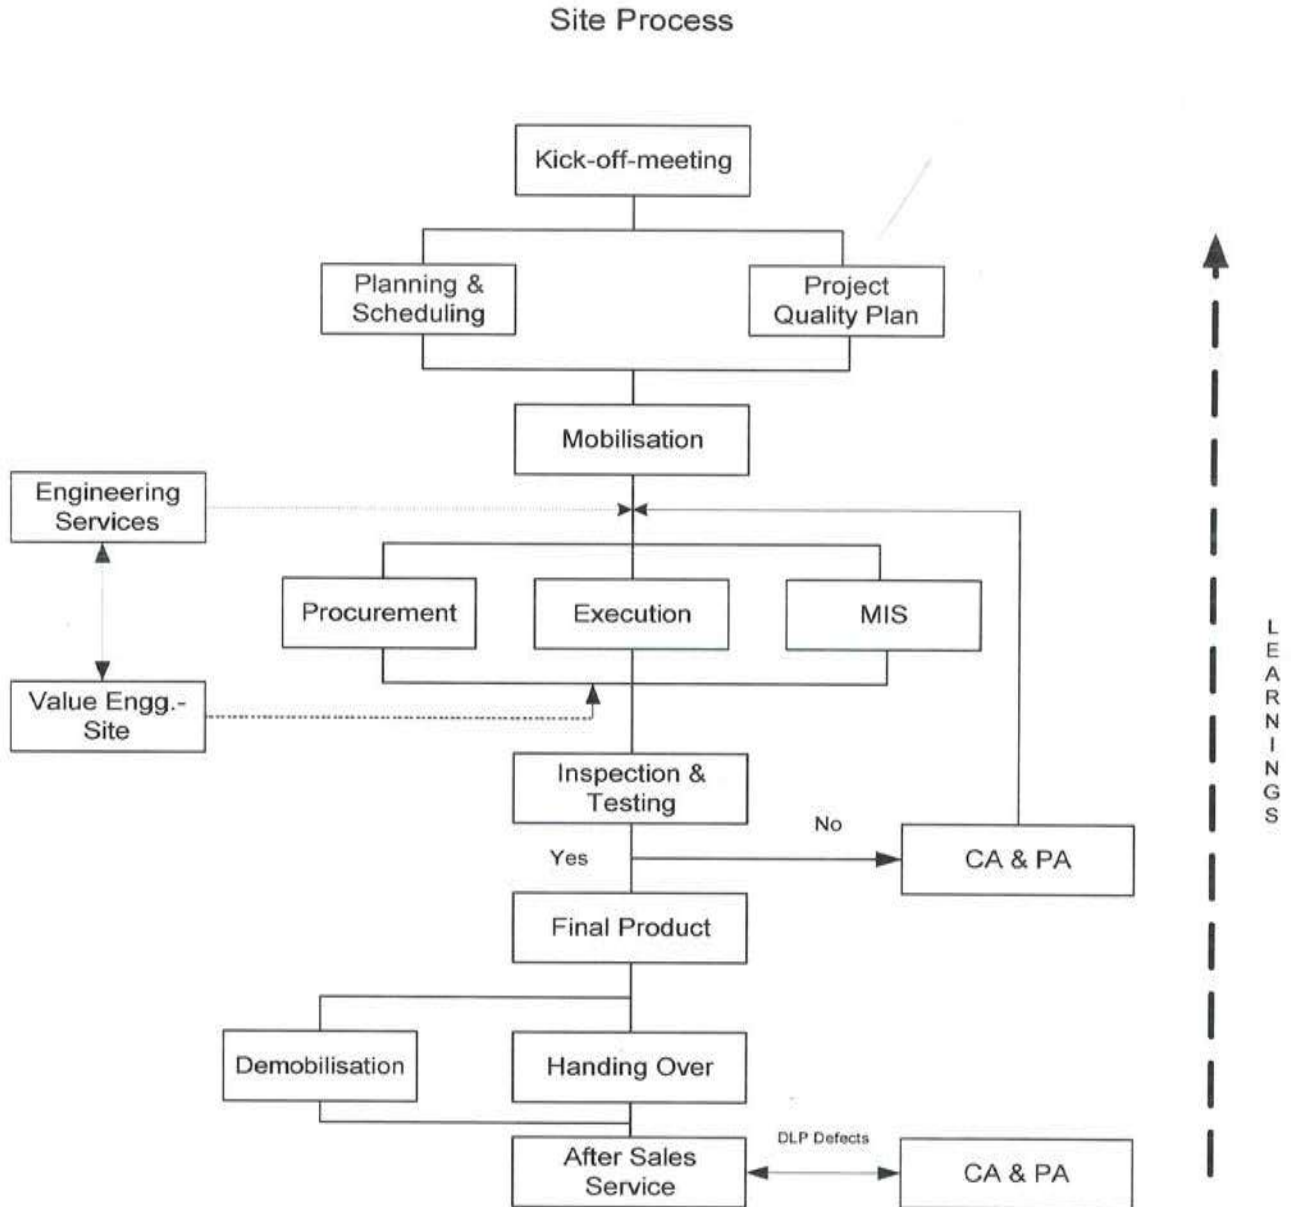 Site Process
Kick-off-meeting
Planning &
Scheduling
Project
Quality Plan
Mobilisation
Engineering
Services
Procurement
Execution
MIS
Value Engg.-
Site
Inspection &
Testing
No
Yes
CA & PA
Final Product
Demobilisation
Handing Over
DLP Defects
After Sales
Service
CA & PA
L
E
A
R
N
I
N
G
S